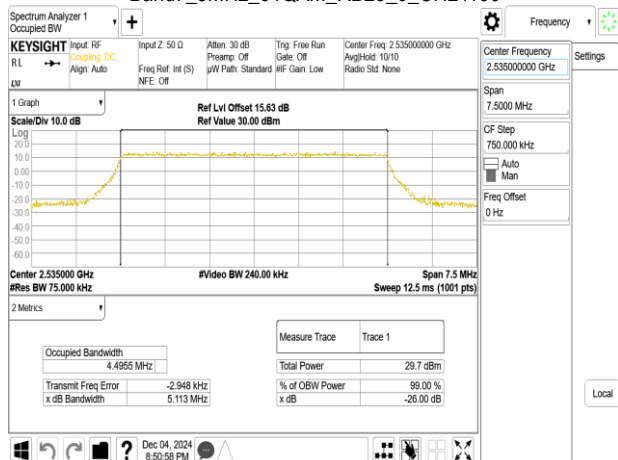 Spectrum Analyzer 1
Occupied BW
Frequency
KEYSIGHT
RL
Input: RF
Coupling: DC
Align: Auto
Input Z: 50 Ω
Freq Ref: Int (S)
NFE: Off
Atten: 30 dB
Preamp: Off
µW Path: Standard
Trig: Free Run
Gate: Off
#IF Gain: Low
Center Freq: 2.535000000 GHz
Avg|Hold: 10/10
Radio Std: None
Center Frequency
2.535000000 GHz
Settings
Span
7.5000 MHz
CF Step
750.000 kHz
Auto
Man
Freq Offset
0 Hz
Local
1 Graph
Scale/Div 10.0 dB
Ref Lvl Offset 15.63 dB
Ref Value 30.00 dBm
Log
20.0
10.0
0.00
-10.0
-20.0
-30.0
-40.0
-50.0
-60.0
Center 2.535000 GHz
#Res BW 75.000 kHz
#Video BW 240.00 kHz
Span 7.5 MHz
Sweep 12.5 ms (1001 pts)
2 Metrics
Occupied Bandwidth
4.4955 MHz
Transmit Freq Error -2.948 kHz
x dB Bandwidth 5.113 MHz
Measure Trace Trace 1
Total Power 29.7 dBm
% of OBW Power 99.00 %
x dB -26.00 dB
Dec 04, 2024
8:50:58 PM